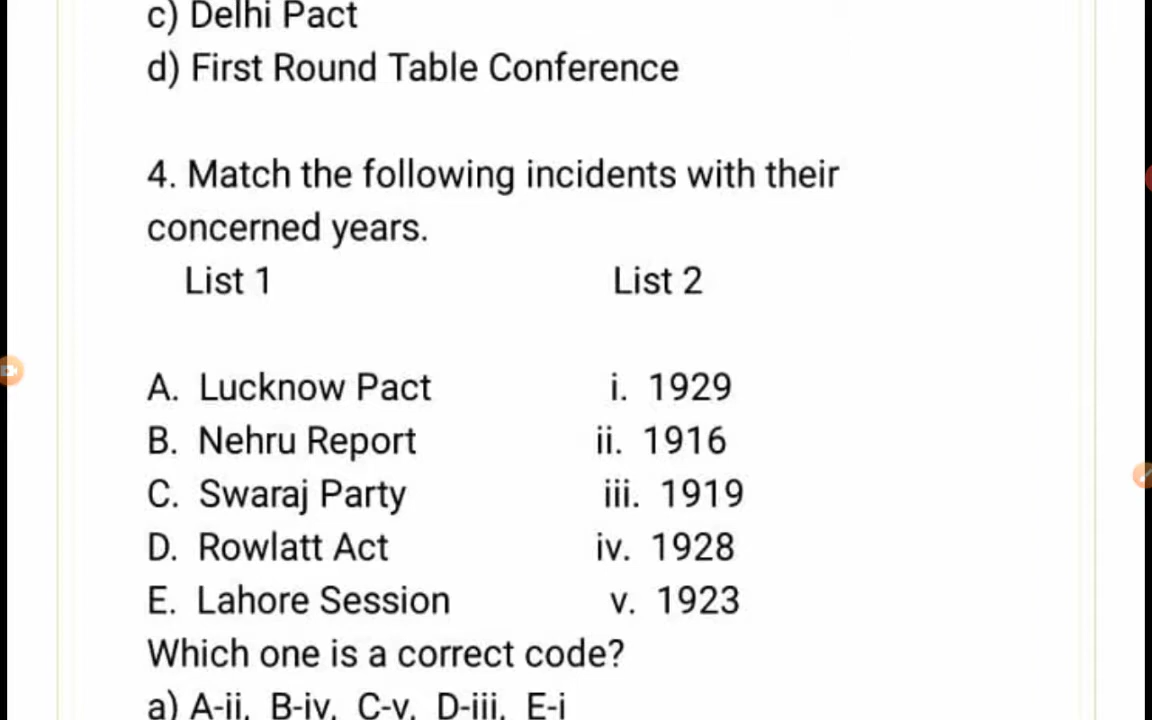 c) Delhi Pact
d) First Round Table Conference
4. Match the following incidents with their
concerned years.
List 1 List 2
A. Lucknow Pact i. 1929
B. Nehru Report ii. 1916
C. Swaraj Party iii. 1919
D. Rowlatt Act iv. 1928
E. Lahore Session v. 1923
Which one is a correct code?
a) A-ii, B-iv, C-v, D-iii, E-i